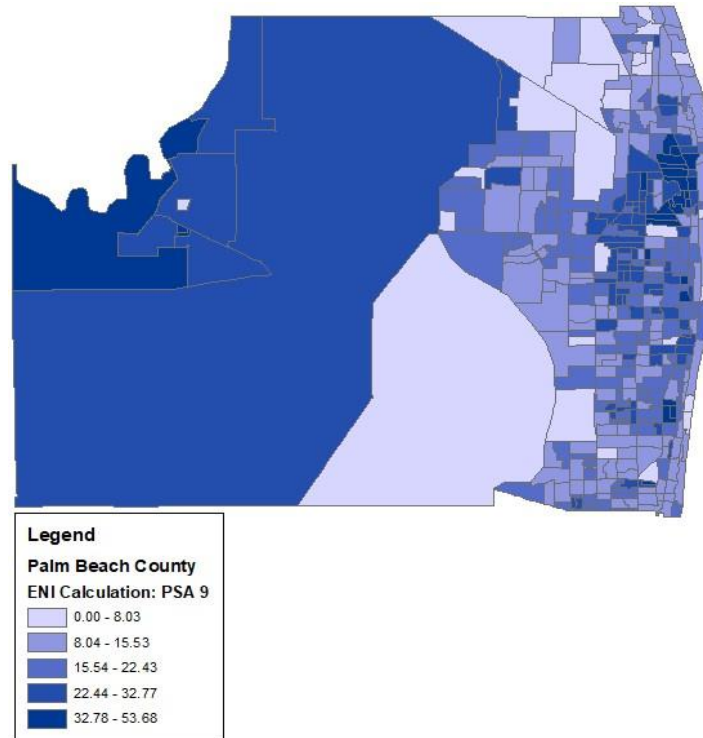 Legend
Palm Beach County
ENI Calculation: PSA 9
0.00 - 8.03
8.04 - 15.53
15.54 - 22.43
22.44 - 32.77
32.78 - 53.68